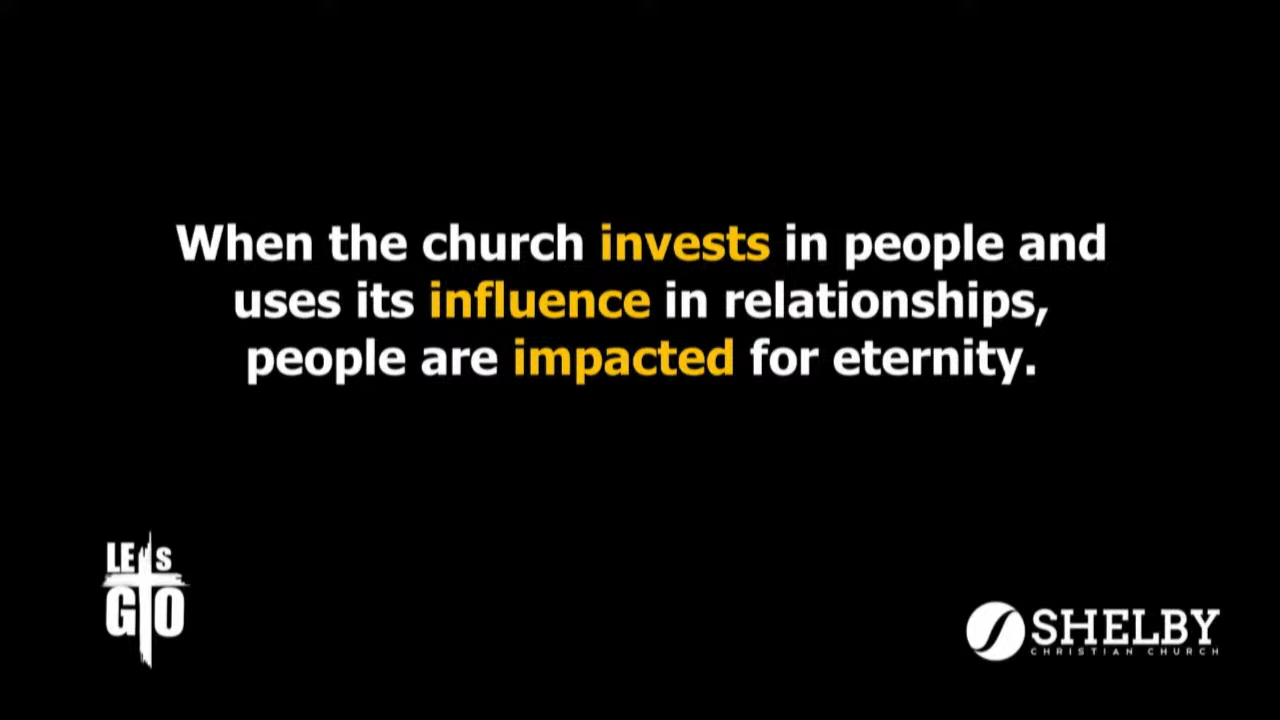 When the church invests in people and
uses its influence in relationships,
people are impacted for eternity.
LETS
GO
SHELBY
CHRISTIAN CHURCH